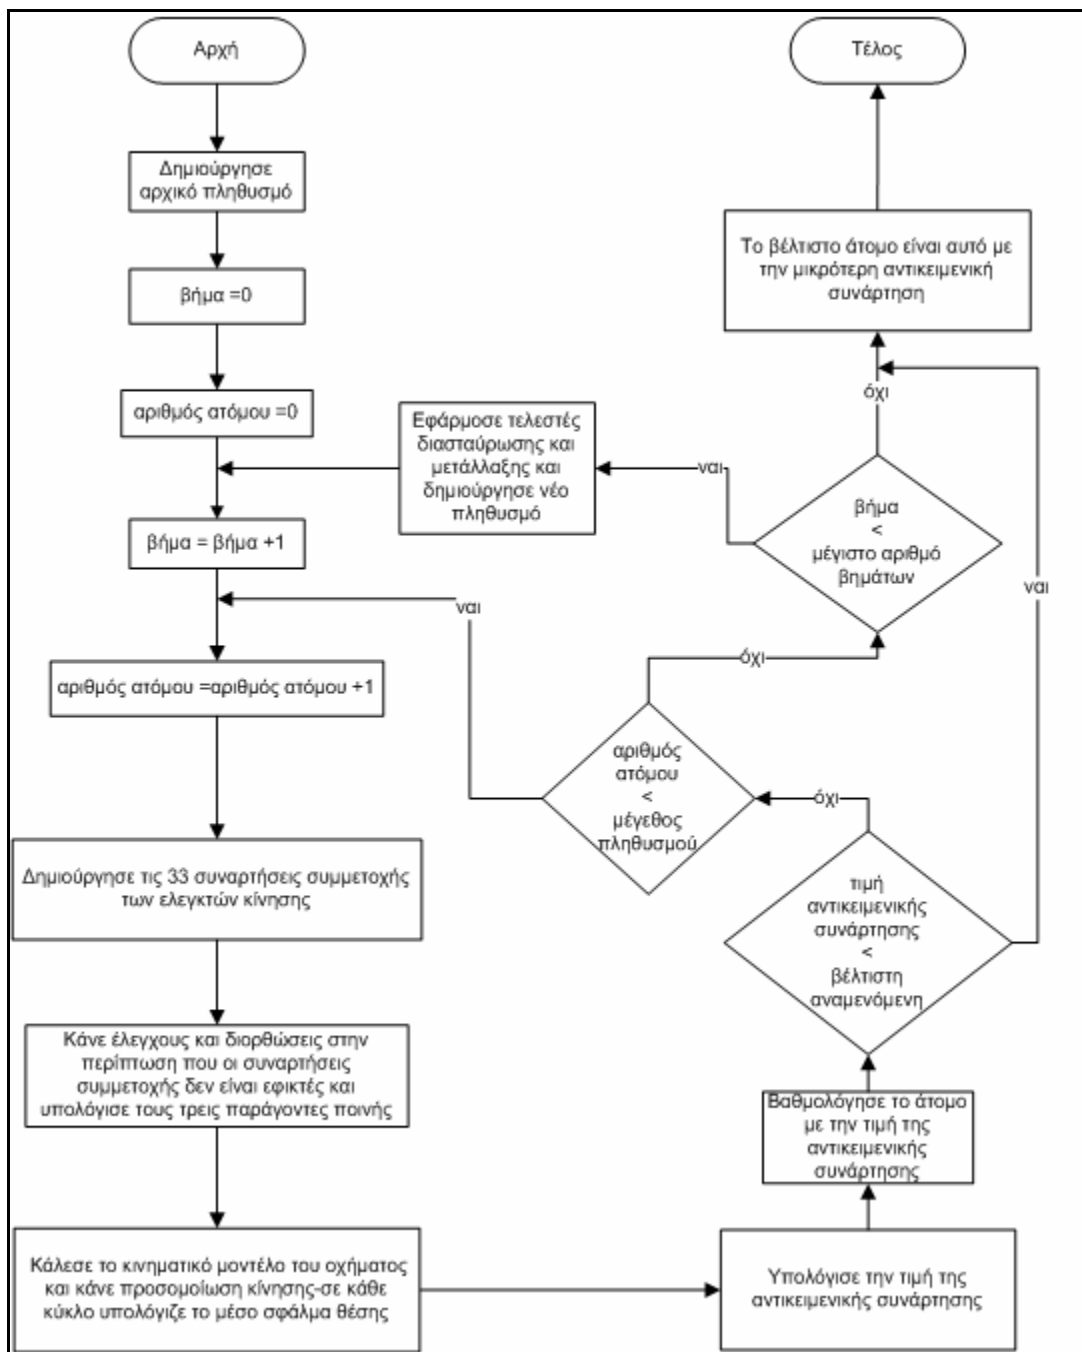 Αρχή
Δημιούργησε
αρχικό πληθυσμό
βήμα =0
αριθμός ατόμου =0
βήμα = βήμα +1
αριθμός ατόμου =αριθμός ατόμου +1
Δημιούργησε τις 33 συναρτήσεις συμμετοχής
των ελεγκτών κίνησης
Κάνε έλεγχους και διορθώσεις στην
περίπτωση που οι συναρτήσεις
συμμετοχής δεν είναι εφικτές και
υπολόγισε τους τρεις παράγοντες ποινής
Κάλεσε το κινηματικό μοντέλο του οχήματος
και κάνε προσομοίωση κίνησης-σε κάθε
κύκλο υπολόγιζε το μέσο σφάλμα θέσης
Υπολόγισε την τιμή της
αντικειμενικής συνάρτησης
Βαθμολόγησε το άτομο
με την τιμή της
αντικειμενικής
συνάρτησης
τιμή
αντικειμενικής
συνάρτησης
<
βέλτιστη
αναμενόμενη
όχι
ναι
αριθμός
ατόμου
<
μέγεθος
πληθυσμού
ναι
όχι
βήμα
<
μέγιστο αριθμό
βημάτων
ναι
όχι
Εφάρμοσε τελεστές
διασταύρωσης και
μετάλλαξης και
δημιούργησε νέο
πληθυσμό
Το βέλτιστο άτομο είναι αυτό με
την μικρότερη αντικειμενική
συνάρτηση
Τέλος